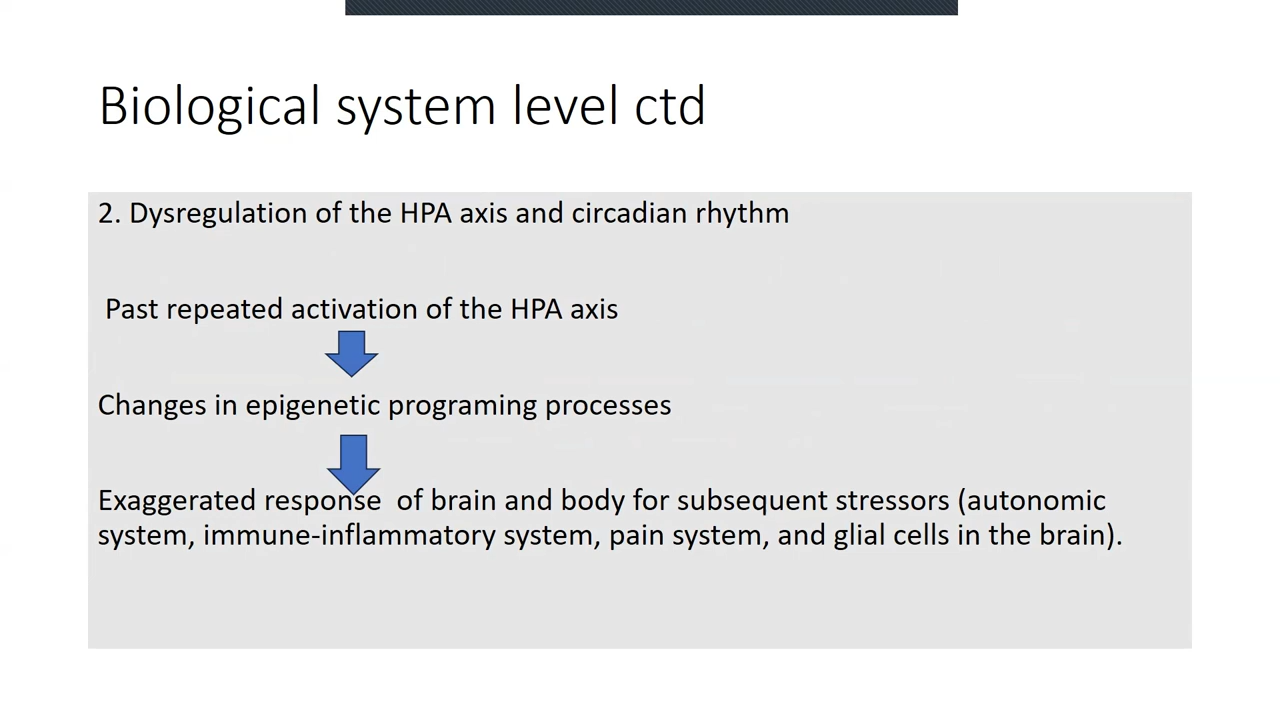 Biological system level ctd
2. Dysregulation of the HPA axis and circadian rhythm
Past repeated activation of the HPA axis
Changes in epigenetic programing processes
Exaggerated response  of brain and body for subsequent stressors (autonomic
system, immune-inflammatory system, pain system, and glial cells in the brain).